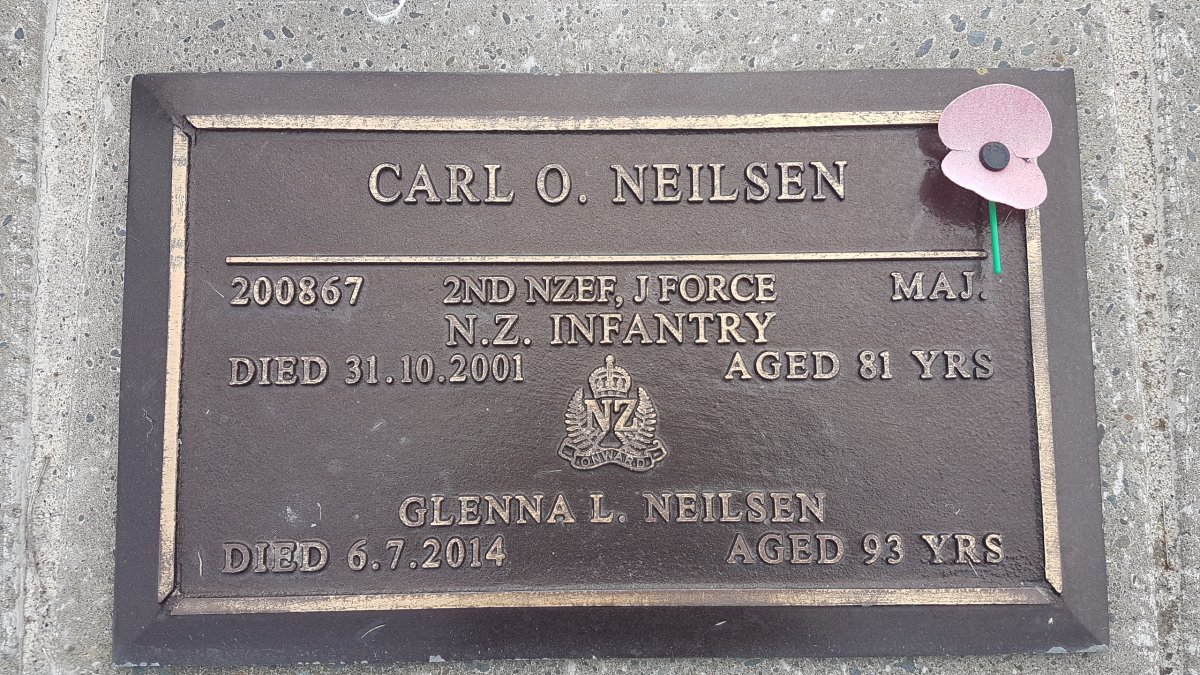 CARL O. NEILSEN
200867 2ND NZEF, J FORCE MAJ.
N.Z. INFANTRY
DIED 31.10.2001 AGED 81 YRS
NZ
ONWARD
GLENNA L. NEILSEN
DIED 6.7.2014 AGED 93 YRS